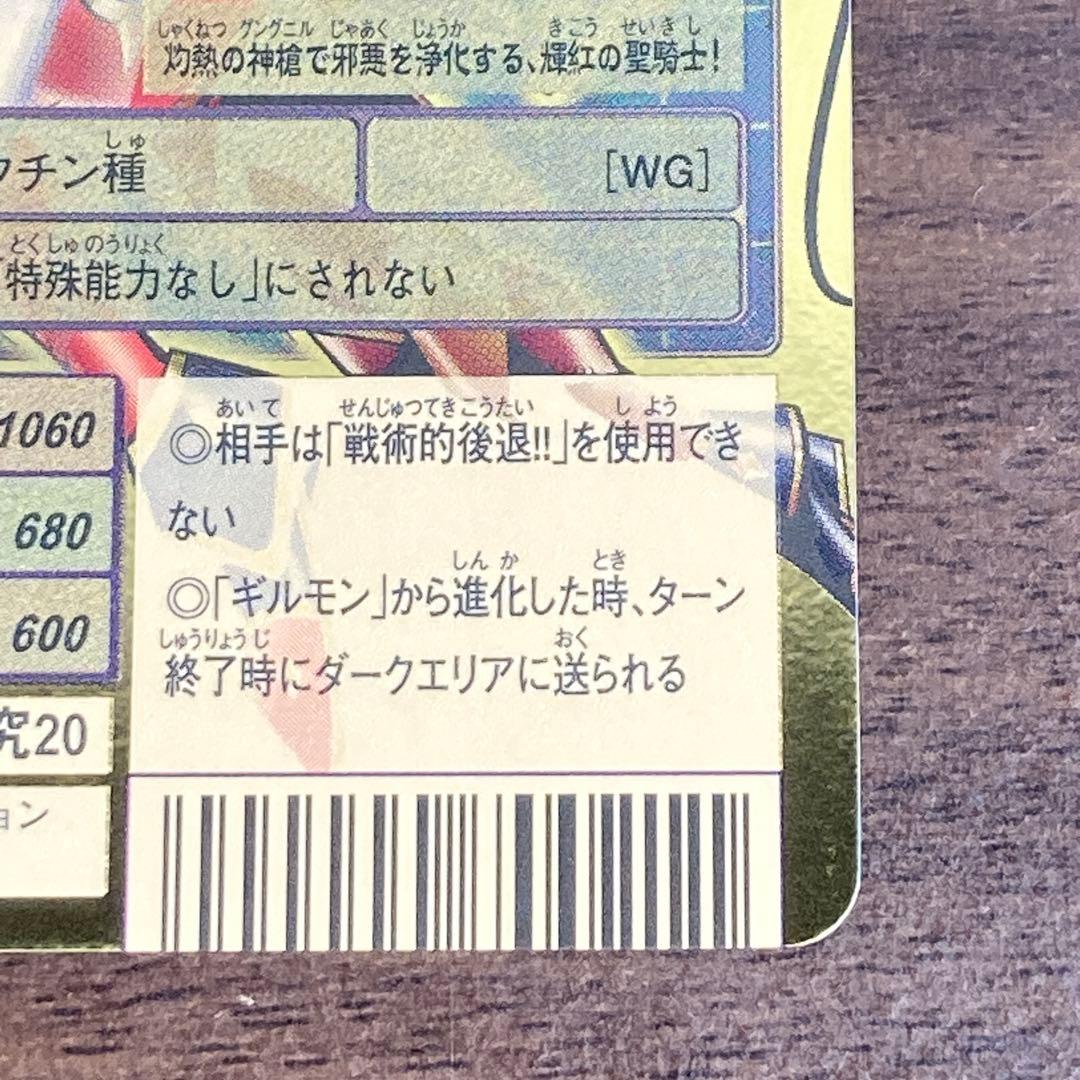 しゃくねつ グングニル じゃあく じょうか きこう せいきし
灼熱の神槍で邪悪を浄化する、輝紅の聖騎士!
しゅ
クチン種
[WG]
とくしゅのうりょく
「特殊能力なし」にされない
1060
680
600
究20
ョン
あいて せんじゅつてきこうたい しよう
◎相手は「戦術的後退!!」を使用でき
ない
しんか とき
◎「ギルモン」から進化した時、ターン
しゅうりょうじ おく
終了時にダークエリアに送られる